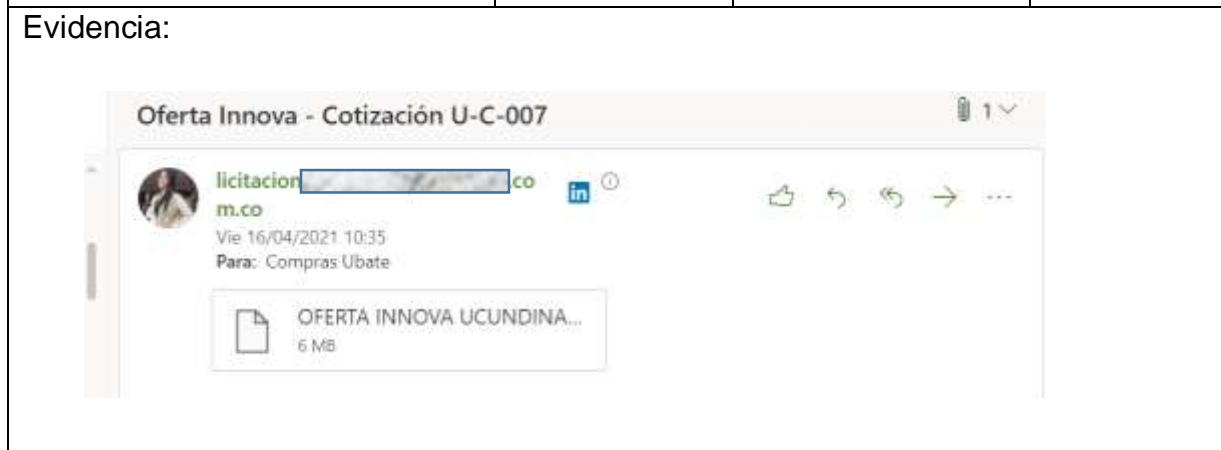 Evidencia:
Oferta Innova - Cotización U-C-007
1
licitacion .co
m.co
in
Vie 16/04/2021 10:35
Para: Compras Ubate
OFERTA INNOVA UCUNDINA...
6 MB